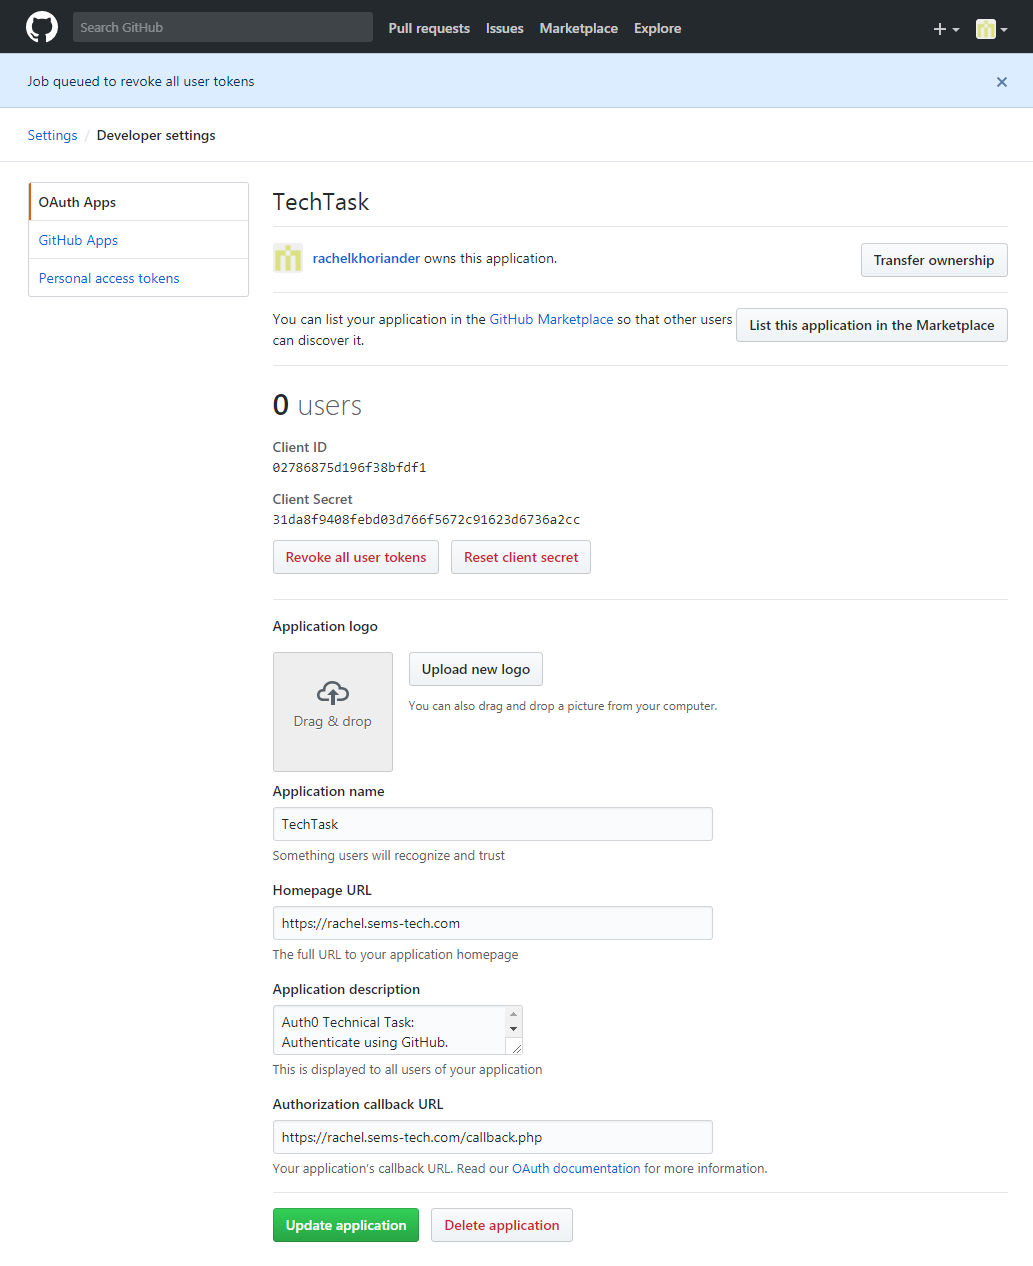 Search GitHub
Pull requests
Issues
Marketplace
Explore
Job queued to revoke all user tokens
Settings / Developer settings
OAuth Apps
GitHub Apps
Personal access tokens
TechTask
rachelkhoriander owns this application.
Transfer ownership
You can list your application in the GitHub Marketplace so that other users
can discover it.
List this application in the Marketplace
0 users
Client ID
02786875d196f38bfdf1
Client Secret
31da8f9408febd03d766f5672c91623d6736a2cc
Revoke all user tokens
Reset client secret
Application logo
Drag & drop
Upload new logo
You can also drag and drop a picture from your computer.
Application name
TechTask
Something users will recognize and trust
Homepage URL
https://rachel.sems-tech.com
The full URL to your application homepage
Application description
Auth0 Technical Task:
Authenticate using GitHub.
This is displayed to all users of your application
Authorization callback URL
https://rachel.sems-tech.com/callback.php
Your application's callback URL. Read our OAuth documentation for more information.
Update application
Delete application